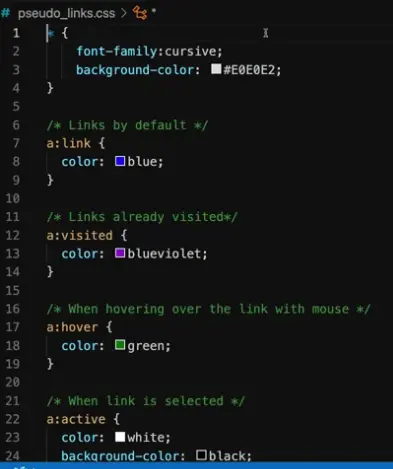 # pseudo_links.css > *
1 * {
2 font-family:cursive;
3 background-color: #E0E0E2;
4 }
5
6 /* Links by default */
7 a:link {
8 color: blue;
9 }
10
11 /* Links already visited*/
12 a:visited {
13 color: blueviolet;
14 }
15
16 /* When hovering over the link with mouse */
17 a:hover {
18 color: green;
19 }
20
21 /* When link is selected */
22 a:active {
23 color: white;
24 background-color: black;